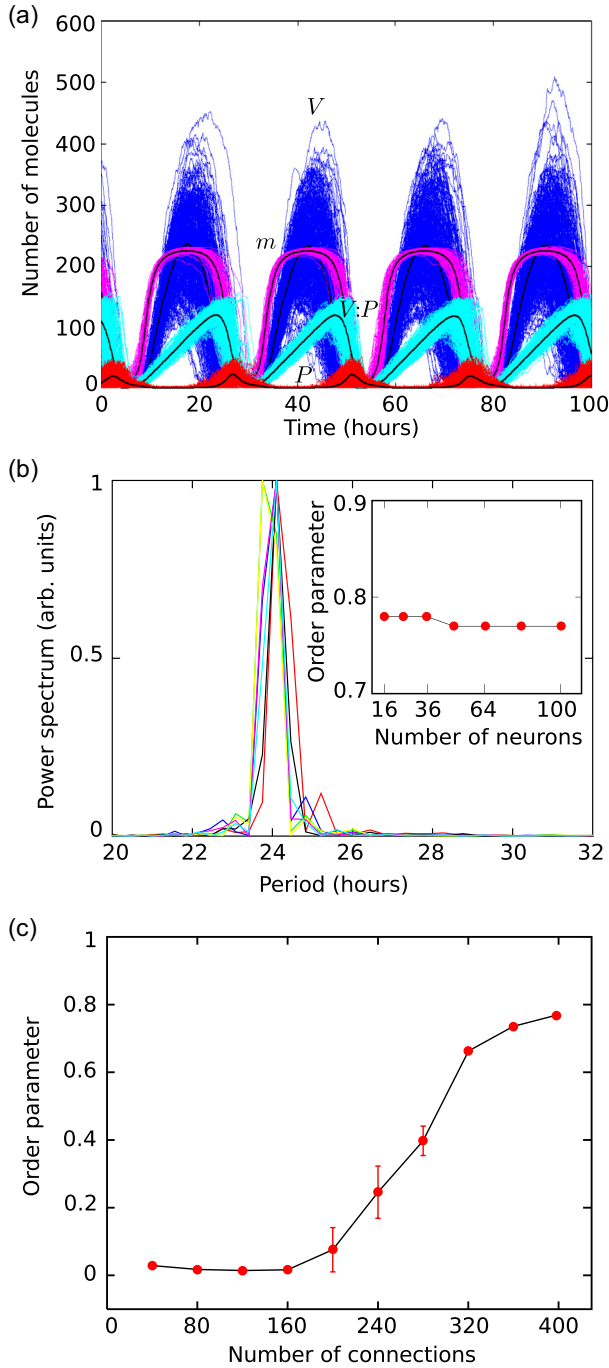 (a)
600
500
400
300
200
100
0
Number of molecules
V
m
V:P
P
0 20 40 60 80 100
Time (hours)
(b)
1
0.5
0
Power spectrum (arb. units)
20 22 24 26 28 30 32
Period (hours)
0.9
0.8
0.7
Order parameter
16 36 64 100
Number of neurons
(c)
1
0.8
0.6
0.4
0.2
0
Order parameter
0 80 160 240 320 400
Number of connections